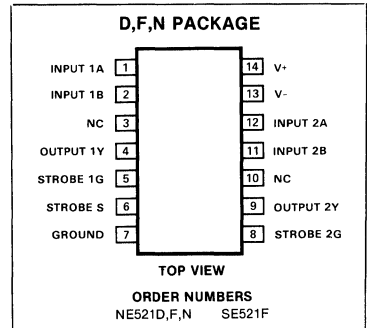 D,F,N PACKAGE
INPUT 1A 1 14 V+
INPUT 1B 2 13 V-
NC 3 12 INPUT 2A
OUTPUT 1Y 4 11 INPUT 2B
STROBE 1G 5 10 NC
STROBE S 6 9 OUTPUT 2Y
GROUND 7 8 STROBE 2G
TOP VIEW
ORDER NUMBERS
NE521D,F,N SE521F